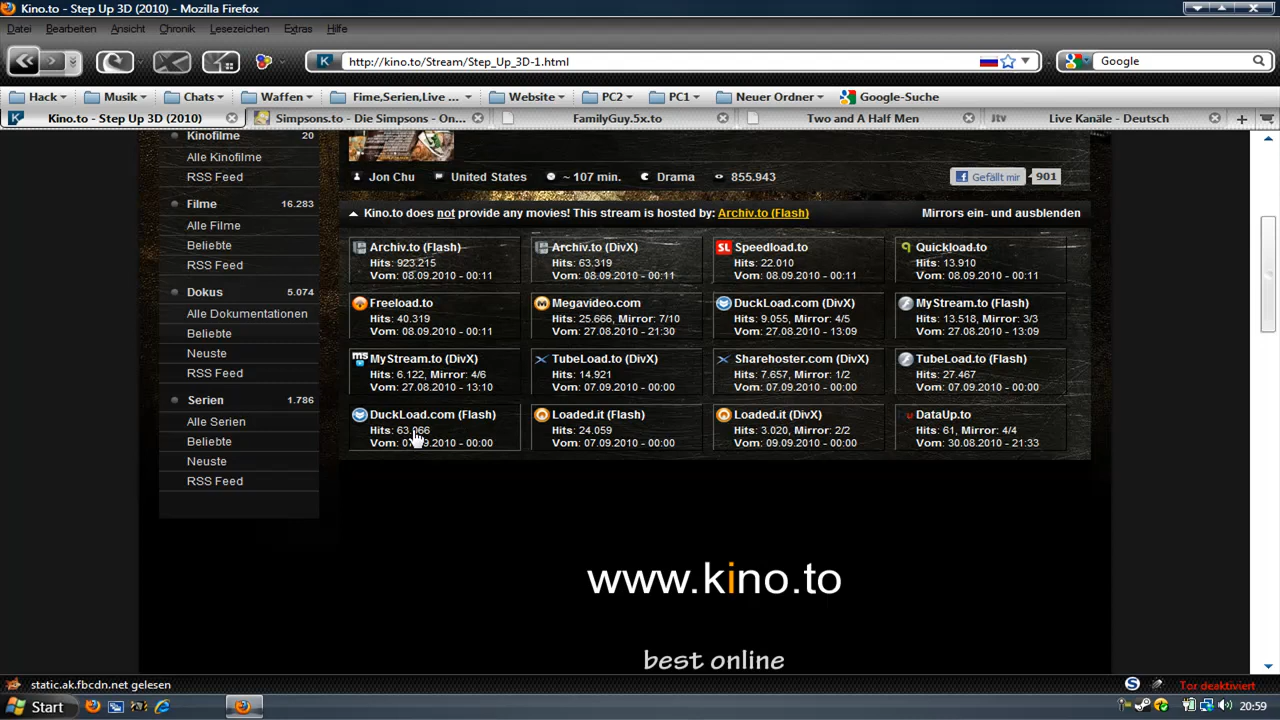 Kino.to - Step Up 3D (2010) - Mozilla Firefox
Datei Bearbeiten Ansicht Chronik Lesezeichen Extras Hilfe
http://kino.to/Stream/Step_Up_3D-1.html
Google
Hack Musik Chats Waffen Fime,Serien,Live ... Website PC2 PC1 Neuer Ordner Google-Suche
Kino.to - Step Up 3D (2010) Simpsons.to - Die Simpsons - On... FamilyGuy.5x.to Two and A Half Men Live Kanäle - Deutsch
Kinofilme 20
Alle Kinofilme
RSS Feed
Filme 16.283
Alle Filme
Beliebte
RSS Feed
Dokus 5.074
Alle Dokumentationen
Beliebte
Neuste
RSS Feed
Serien 1.786
Alle Serien
Beliebte
Neuste
RSS Feed
Jon Chu United States ~ 107 min. Drama 855.943 Gefällt mir 901
Kino.to does not provide any movies! This stream is hosted by: Archiv.to (Flash) Mirrors ein- und ausblenden
Archiv.to (Flash)
Hits: 923.215
Vom: 08.09.2010 - 00:11
Archiv.to (DivX)
Hits: 63.319
Vom: 08.09.2010 - 00:11
Speedload.to
Hits: 22.010
Vom: 08.09.2010 - 00:11
Quickload.to
Hits: 13.910
Vom: 08.09.2010 - 00:11
Freeload.to
Hits: 40.319
Vom: 08.09.2010 - 00:11
Megavideo.com
Hits: 25.666, Mirror: 7/10
Vom: 27.08.2010 - 21:30
DuckLoad.com (DivX)
Hits: 9.055, Mirror: 4/5
Vom: 27.08.2010 - 13:09
MyStream.to (Flash)
Hits: 13.518, Mirror: 3/3
Vom: 27.08.2010 - 13:09
MyStream.to (DivX)
Hits: 6.122, Mirror: 4/6
Vom: 27.08.2010 - 13:10
TubeLoad.to (DivX)
Hits: 14.921
Vom: 07.09.2010 - 00:00
Sharehoster.com (DivX)
Hits: 7.657, Mirror: 1/2
Vom: 07.09.2010 - 00:00
TubeLoad.to (Flash)
Hits: 27.467
Vom: 07.09.2010 - 00:00
DuckLoad.com (Flash)
Hits:
Vom: - 00:00
Loaded.it (Flash)
Hits: 24.059
Vom: 07.09.2010 - 00:00
Loaded.it (DivX)
Hits: 3.020, Mirror: 2/2
Vom: 09.09.2010 - 00:00
DataUp.to
Hits: 61, Mirror: 4/4
Vom: 30.08.2010 - 21:33
www.kino.to
best online
static.ak.fbcdn.net gelesen
Tor deaktiviert
Start
20:59